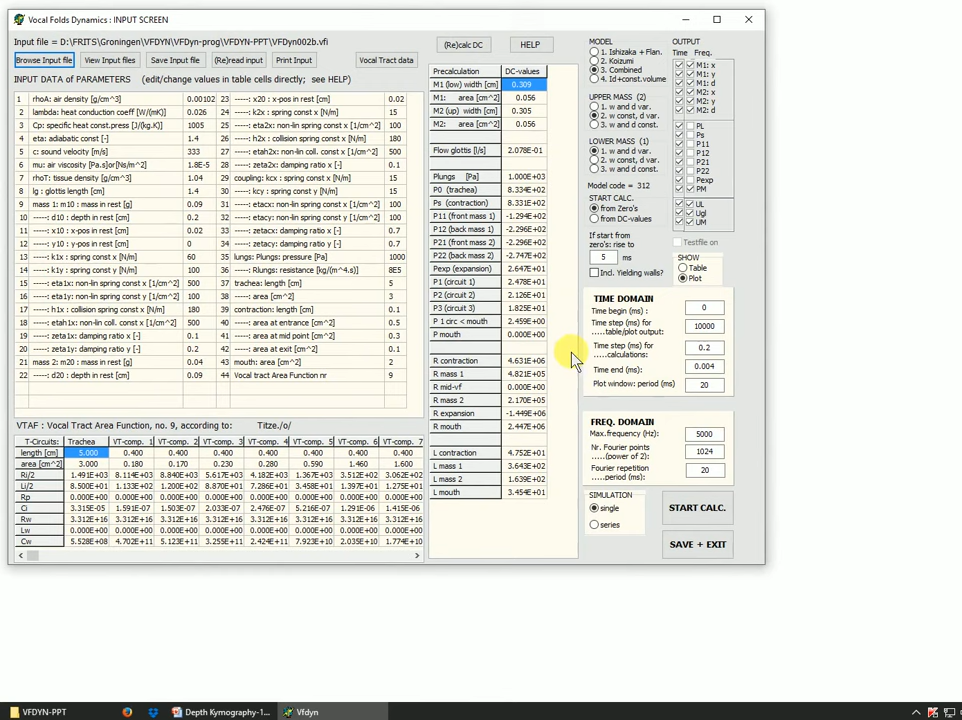 Vocal Folds Dynamics : INPUT SCREEN
Input file = D:\FRITS\Groningen\VFDYN\VFDyn-prog\VFDYN-PPT\VFDyn002b.vfi
Browse Input file View Input files Save Input file (Re)read input Print Input Vocal Tract data
INPUT DATA of PARAMETERS (edit/change values in table cells directly; see HELP)
1 rhoA: air density [g/cm^3] 0.00102 23 -----: x20 : x-pos in rest [cm] 0.02
2 lambda: heat conduction coeff [W/(mK)] 0.026 24 -----: k2x : spring const x [N/m] 15
3 Cp: specific heat const.press [J/(kg.K)] 1005 25 -----: eta2x: non-lin spring const x [1/cm^2] 100
4 eta: adiabatic const [-] 1.4 26 -----: h2x : collision spring const [N/m] 180
5 c: sound velocity [m/s] 333 27 -----: etah2x: non-lin coll. const x [1/cm^2] 500
6 mu: air viscosity [Pa.s]or[Ns/m^2] 1.8E-5 28 -----: zeta2x: damping ratio x [-] 0.1
7 rhoT: tissue density [g/cm^3] 1.04 29 coupling: kcx: spring const x [N/m] 15
8 lg : glottis length [cm] 1.4 30 -----: kcy : spring const y [N/m] 15
9 mass 1: m10 : mass in rest [g] 0.2 31 -----: etacx: non-lin spring const x [1/cm^2] 100
10 -----: d10 : depth in rest [cm] 0.2 32 -----: etacy: non-lin spring const y [1/cm^2] 100
11 -----: x10 : x-pos in rest [cm] 0.02 33 -----: zetacx: damping ratio x [-] 0.7
12 -----: y10 : y-pos in rest [cm] 0 34 -----: zetacy: damping ratio y [-] 0.7
13 -----: k1x : spring const x [N/m] 60 35 lungs: Plungs: pressure [Pa] 1000
14 -----: k1y : spring const y [N/m] 100 36 -----: Rlungs: resistance [kg/(m^4.s)] 8E5
15 -----: eta1x: non-lin spring const x [1/cm^2] 100 37 trachea: length [cm] 5
16 -----: eta1y: non-lin spring const y [1/cm^2] 100 38 -----: area [cm^2] 3
17 -----: h1x : collision spring const [N/m] 180 39 contraction: length [cm] 0.1
18 -----: etah1x: non-lin coll. const x [1/cm^2] 500 40 -----: area at entrance [cm^2] 0.5
19 -----: zeta1x: damping ratio x [-] 0.1 41 -----: area at mid point [cm^2] 0.3
20 -----: zeta1y: damping ratio y [-] 0.2 42 -----: area at exit [cm^2] 0.1
21 mass 2: m20 : mass in rest [g] 0.04 43 mouth: area [cm^2] 2
22 -----: d20 : depth in rest [cm] 0.09 44 Vocal tract Area Function nr 9
VTAF : Vocal Tract Area Function, no. 9, according to: Titze./o/
T-Circuits: Trachea VT-comp. 1 VT-comp. 2 VT-comp. 3 VT-comp. 4 VT-comp. 5 VT-comp. 6 VT-comp. 7
length [cm] 5.000 0.400 0.400 0.400 0.400 0.400 0.400 0.400
area [cm^2] 3.000 0.180 0.170 0.230 0.280 0.590 1.460 1.600
Ri/2 1.491E+03 8.114E+03 8.840E+03 5.617E+03 4.182E+03 1.367E+03 3.512E+02 3.061E+02
Li/2 8.500E+01 1.133E+02 1.200E+02 8.870E+01 7.286E+01 3.458E+01 1.397E+01 1.275E+01
Rp 0.000E+00 0.000E+00 0.000E+00 0.000E+00 0.000E+00 0.000E+00 0.000E+00 0.000E+00
Ci 3.315E-05 1.591E-07 1.503E-07 2.033E-07 2.476E-07 5.216E-07 1.291E-06 1.415E-06
Rw 3.312E+16 3.312E+16 3.312E+16 3.312E+16 3.312E+16 3.312E+16 3.312E+16 3.312E+16
Lw 0.000E+00 0.000E+00 0.000E+00 0.000E+00 0.000E+00 0.000E+00 0.000E+00 0.000E+00
Cw 5.528E+08 4.702E+11 5.123E+11 3.255E+11 2.424E+11 7.923E+10 2.035E+10 1.774E+10
(Re)calc DC HELP
Precalculation DC-values
M1 (low) width [cm] 0.309
M1: area [cm^2] 0.056
M2 (up) width [cm] 0.305
M2: area [cm^2] 0.056
Flow glottis [l/s] 2.078E-01
Plungs [Pa] 1.000E+03
P0 (trachea) 8.334E+02
Ps (contraction) 8.331E+02
P11 (front mass 1) -1.294E+02
P12 (back mass 1) -2.296E+02
P21 (front mass 2) -2.296E+02
P22 (back mass 2) -2.747E+02
Pexp (expansion) 2.647E+01
P1 (circuit 1) 2.478E+01
P2 (circuit 2) 2.126E+01
P3 (circuit 3) 1.825E+01
P 1 circ < mouth 2.459E+00
P mouth 0.000E+00
R contraction 4.631E+06
R mass 1 4.821E+05
R mid-vf 0.000E+00
R mass 2 2.170E+05
R expansion -1.449E+06
R mouth 2.447E+06
L contraction 4.752E+01
L mass 1 3.643E+02
L mass 2 1.639E+02
L mouth 3.454E+01
MODEL
1. Ishizaka + Flan.
2. Koizumi
3. Combined
4. Id+const.volume
UPPER MASS (2)
1. w and d var.
2. w const, d var.
3. w and d const.
LOWER MASS (1)
1. w and d var.
2. w const, d var.
3. w and d const.
Model code = 312
START CALC.
from Zero's
from DC-values
If start from
zero's: rise to
5 ms
Incl. Yielding walls?
OUTPUT
Time Freq.
M1: x
M1: y
M1: d
M2: x
M2: y
M2: d
PL
Ps
P11
P12
P21
P22
Pexp
PM
UL
Ugl
UM
Testfile on
SHOW
Table
Plot
TIME DOMAIN
Time begin (ms) : 0
Time step (ms) for
.....table/plot output: 10000
Time step (ms) for
.....calculations: 0.2
Time end (ms): 0.004
Plot window: period (ms) 20
FREQ. DOMAIN
Max.frequency (Hz): 5000
Nr. Fourier points
.....(power of 2): 1024
Fourier repetition
.....period (ms): 20
SIMULATION
single
series
START CALC.
SAVE + EXIT
VFDYN-PPT
Depth Kymography-1...
Vfdyn